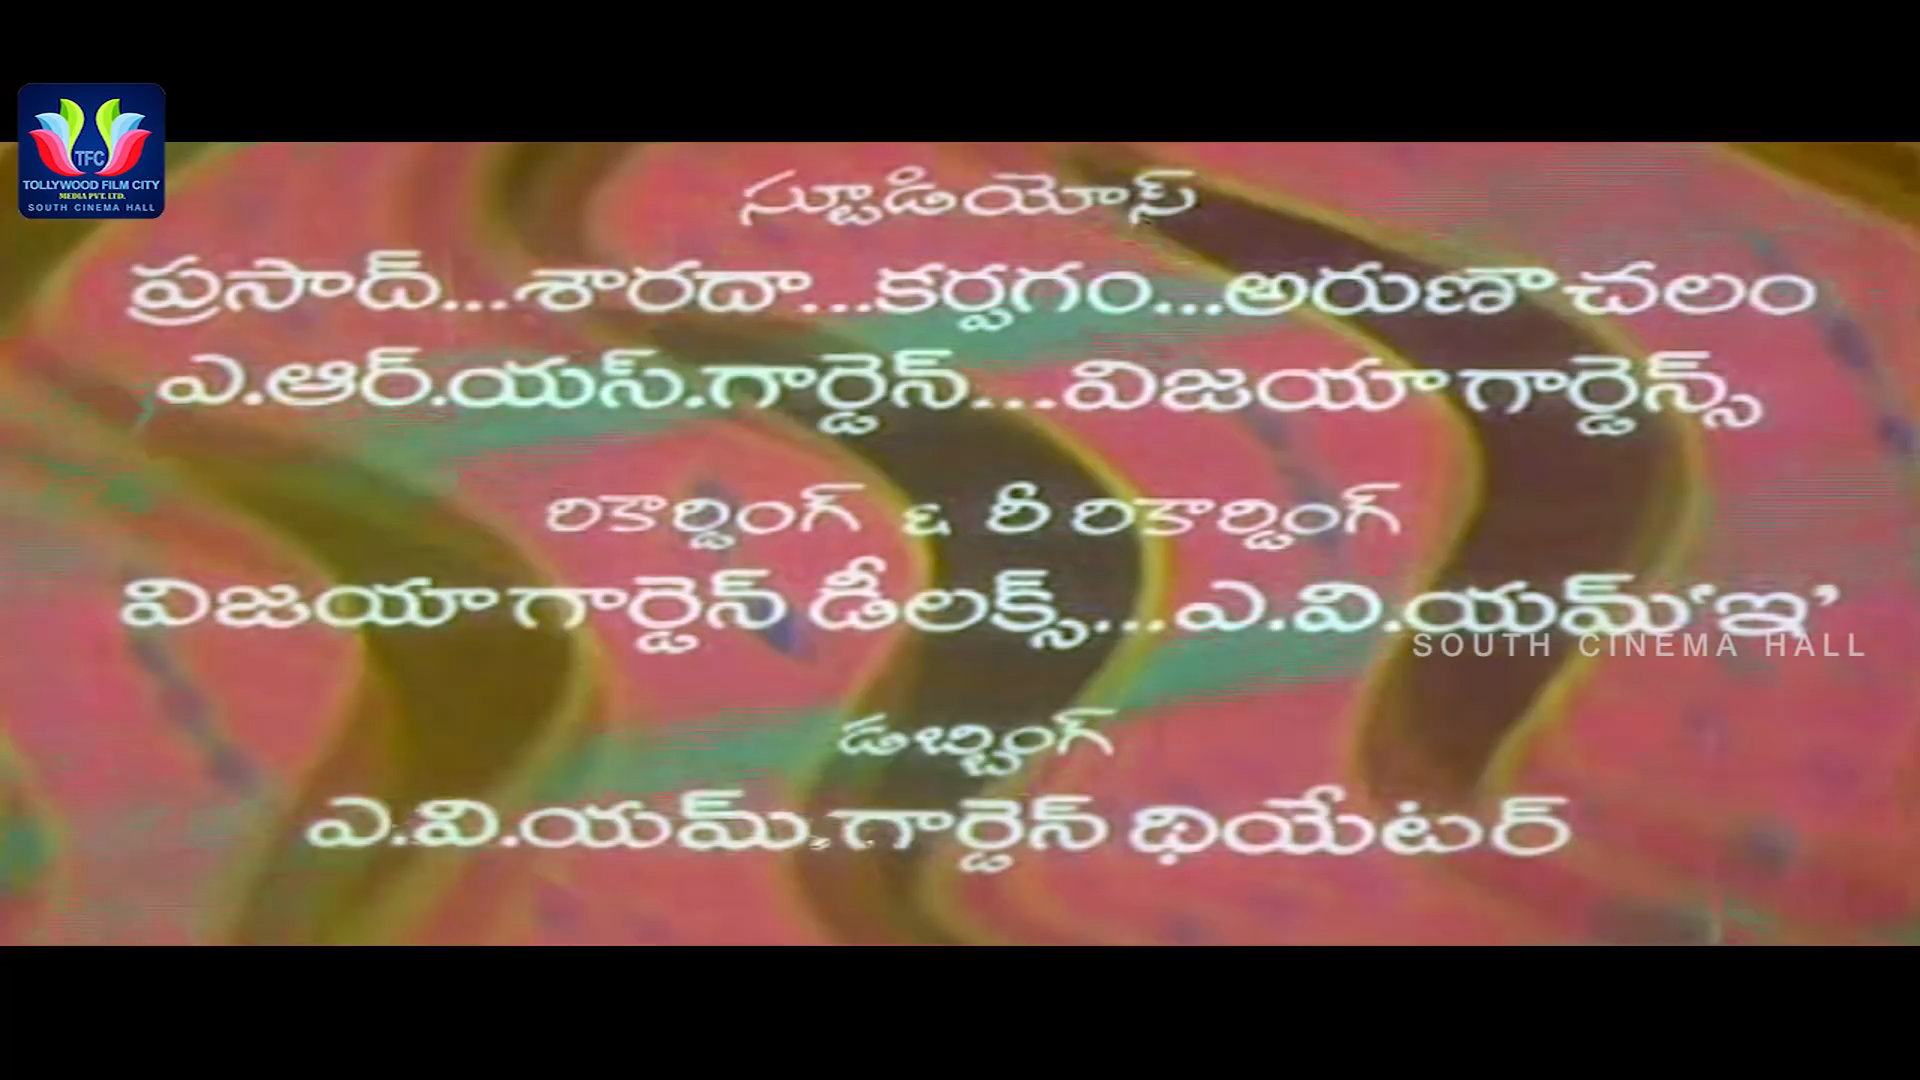 TFC
TOLLYWOOD FILM CITY
MEDIA PVT. LTD.
SOUTH CINEMA HALL
స్టూడియోస్
ప్రసాద్...శారదా...కర్పగం...అరుణాచలం
ఎ.ఆర్.యస్.గార్డెన్...విజయాగార్డెన్స్
రికార్డింగ్ & రీరికార్డింగ్
విజయాగార్డెన్ డీలక్స్...ఎ.వి.యమ్‘ఇ’
SOUTH CINEMA HALL
డబ్బింగ్
ఎ.వి.యమ్.గార్డెన్ థియేటర్